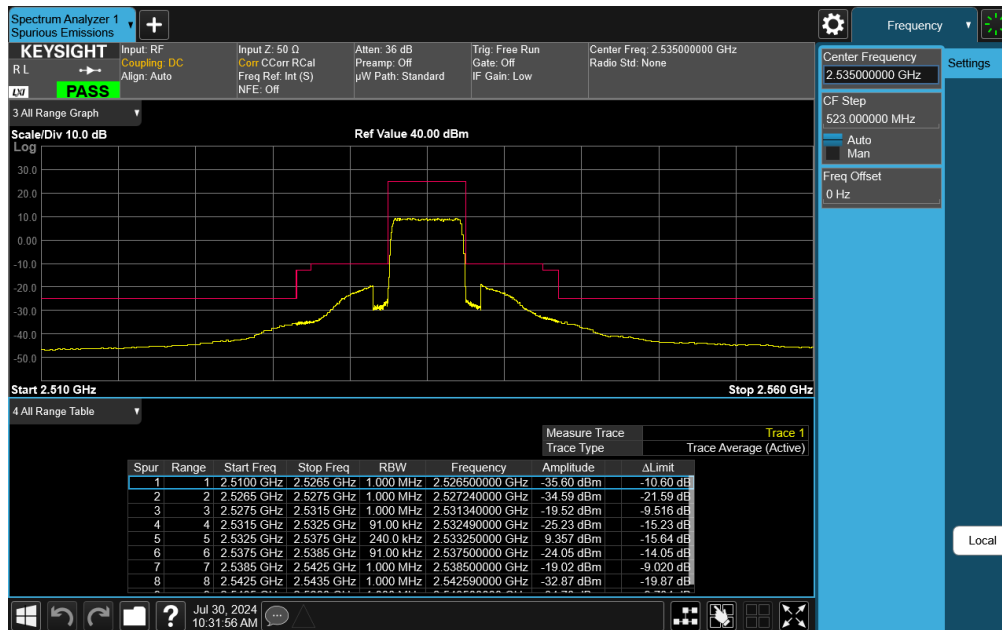 Spectrum Analyzer 1
Spurious Emissions
Frequency
KEYSIGHT
R L
LXI
PASS
Input: RF
Coupling: DC
Align: Auto
Input Z: 50 Ω
Corr CCorr RCal
Freq Ref: Int (S)
NFE: Off
Atten: 36 dB
Preamp: Off
µW Path: Standard
Trig: Free Run
Gate: Off
IF Gain: Low
Center Freq: 2.535000000 GHz
Radio Std: None
Center Frequency
2.535000000 GHz
Settings
CF Step
523.000000 MHz
Auto
Man
Freq Offset
0 Hz
Local
3 All Range Graph
Scale/Div 10.0 dB
Ref Value 40.00 dBm
Log
30.0
20.0
10.0
0.00
-10.0
-20.0
-30.0
-40.0
-50.0
Start 2.510 GHz
Stop 2.560 GHz
4 All Range Table
Measure Trace Trace 1
Trace Type Trace Average (Active)
Spur Range Start Freq Stop Freq RBW Frequency Amplitude ΔLimit
1 1 2.5100 GHz 2.5265 GHz 1.000 MHz 2.526500000 GHz -35.60 dBm -10.60 dB
2 2 2.5265 GHz 2.5275 GHz 1.000 MHz 2.527240000 GHz -34.59 dBm -21.59 dB
3 3 2.5275 GHz 2.5315 GHz 1.000 MHz 2.531340000 GHz -19.52 dBm -9.516 dB
4 4 2.5315 GHz 2.5325 GHz 91.00 kHz 2.532490000 GHz -25.23 dBm -15.23 dB
5 5 2.5325 GHz 2.5375 GHz 240.0 kHz 2.533250000 GHz 9.357 dBm -15.64 dB
6 6 2.5375 GHz 2.5385 GHz 91.00 kHz 2.537500000 GHz -24.05 dBm -14.05 dB
7 7 2.5385 GHz 2.5425 GHz 1.000 MHz 2.538500000 GHz -19.02 dBm -9.020 dB
8 8 2.5425 GHz 2.5435 GHz 1.000 MHz 2.542590000 GHz -32.87 dBm -19.87 dB
?
Jul 30, 2024
10:31:56 AM